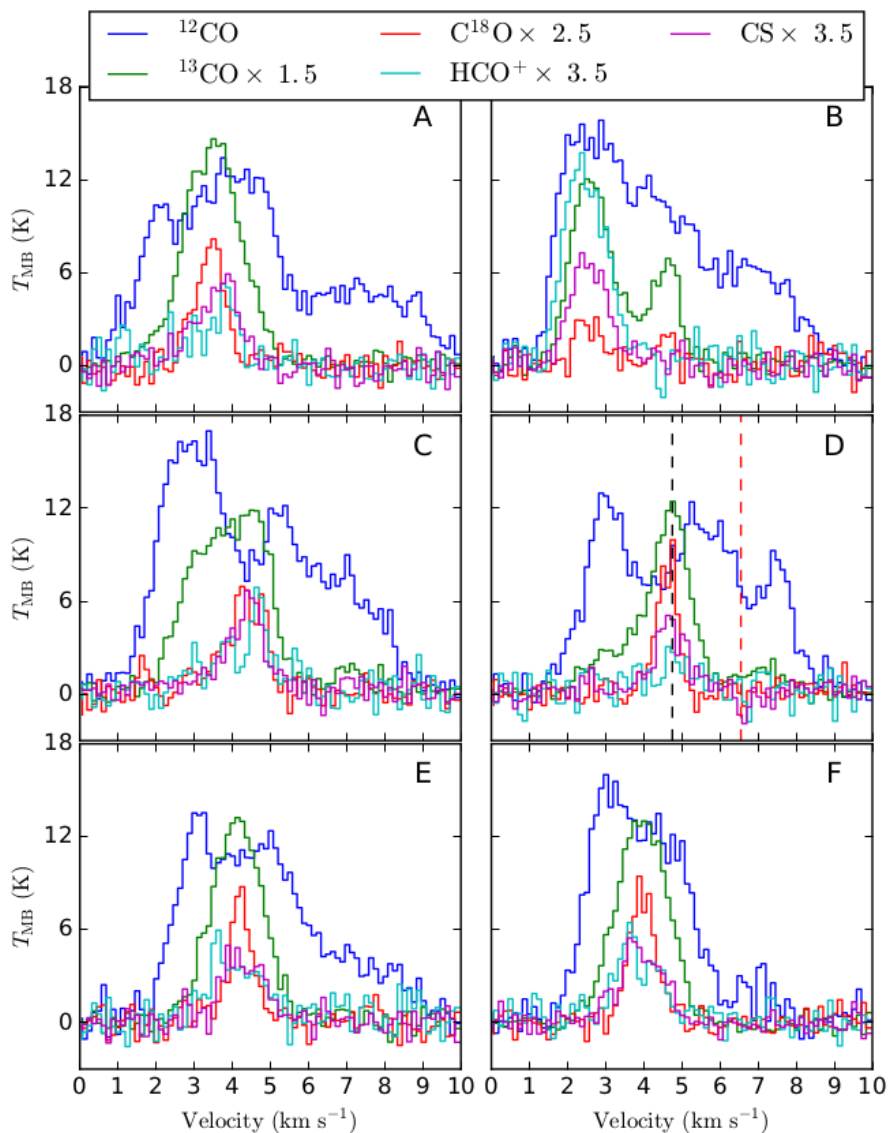 ¹²CO
C¹⁸O × 2.5
CS × 3.5
¹³CO × 1.5
HCO⁺ × 3.5
18
12
6
0
T_MB (K)
A
B
18
12
6
0
T_MB (K)
C
D
18
12
6
0
T_MB (K)
E
F
0 1 2 3 4 5 6 7 8 9 10
0 1 2 3 4 5 6 7 8 9 10
Velocity (km s⁻¹)
Velocity (km s⁻¹)